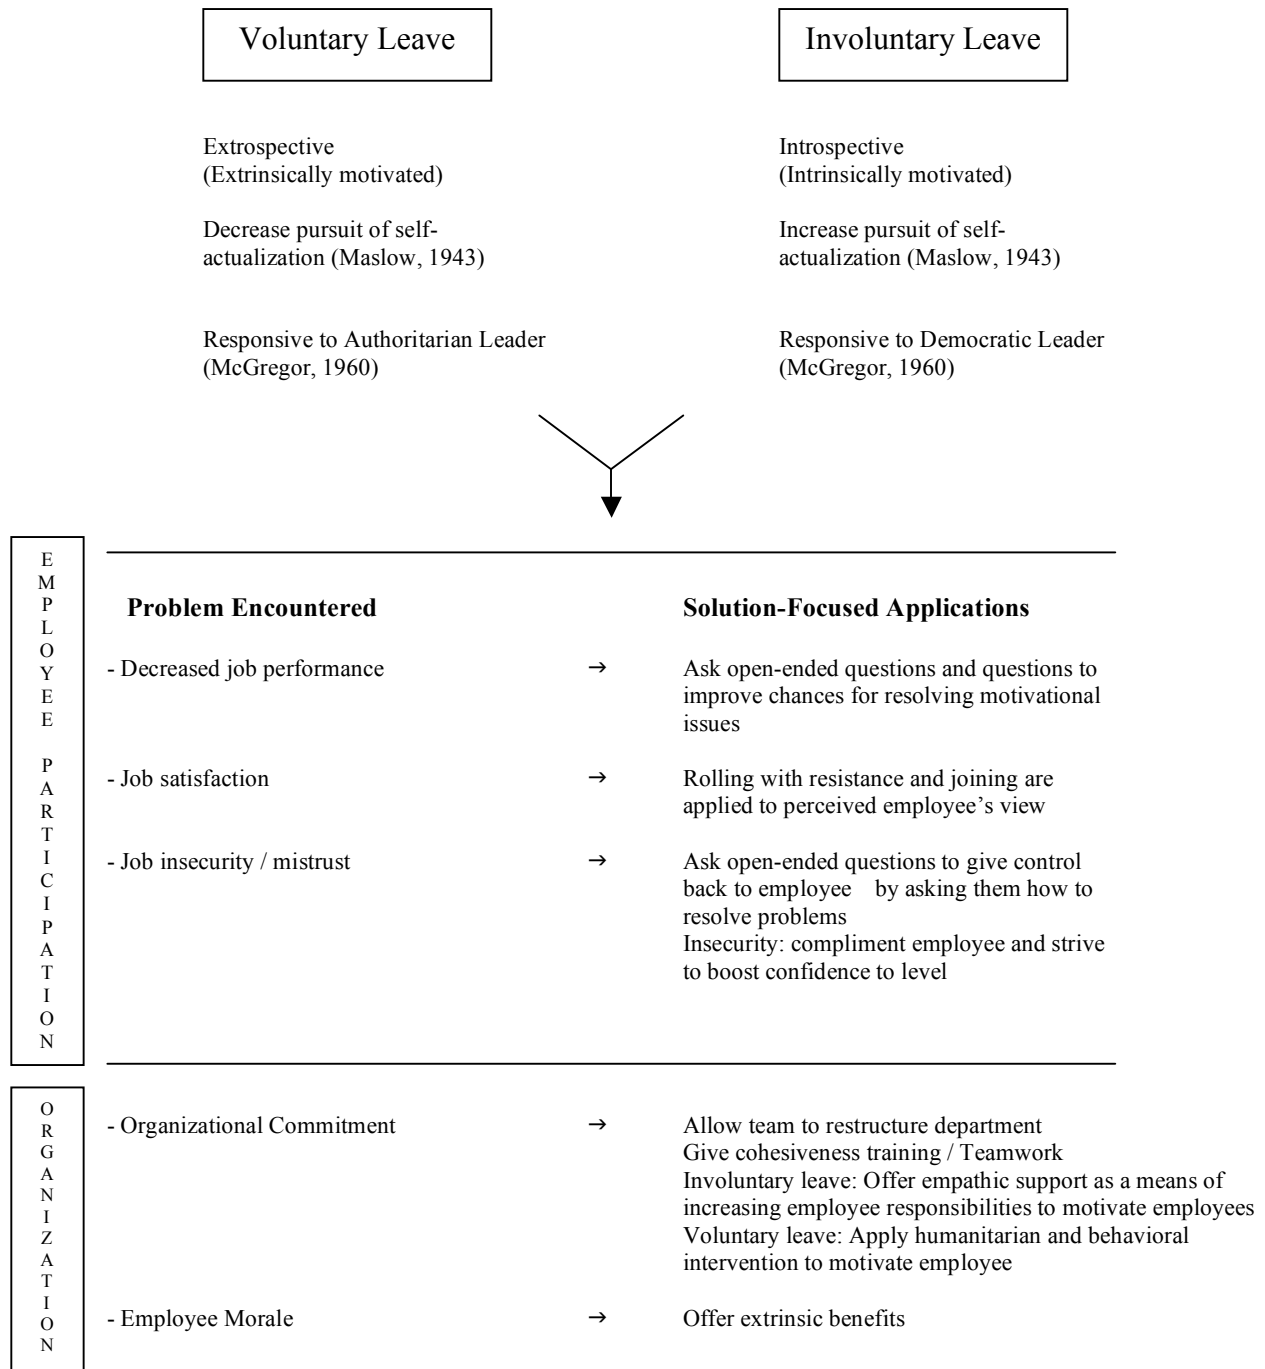 Voluntary Leave
Involuntary Leave
Extrospective
(Extrinsically motivated)
Introspective
(Intrinsically motivated)
Decrease pursuit of self-
actualization (Maslow, 1943)
Increase pursuit of self-
actualization (Maslow, 1943)
Responsive to Authoritarian Leader
(McGregor, 1960)
Responsive to Democratic Leader
(McGregor, 1960)
EMPLOYEE PARTICIPATION
Problem Encountered
Solution-Focused Applications
- Decreased job performance →
Ask open-ended questions and questions to
improve chances for resolving motivational
issues
- Job satisfaction →
Rolling with resistance and joining are
applied to perceived employee’s view
- Job insecurity / mistrust →
Ask open-ended questions to give control
back to employee by asking them how to
resolve problems
Insecurity: compliment employee and strive
to boost confidence to level
ORGANIZATION
- Organizational Commitment →
Allow team to restructure department
Give cohesiveness training / Teamwork
Involuntary leave: Offer empathic support as a means of
increasing employee responsibilities to motivate employees
Voluntary leave: Apply humanitarian and behavioral
intervention to motivate employee
- Employee Morale →
Offer extrinsic benefits